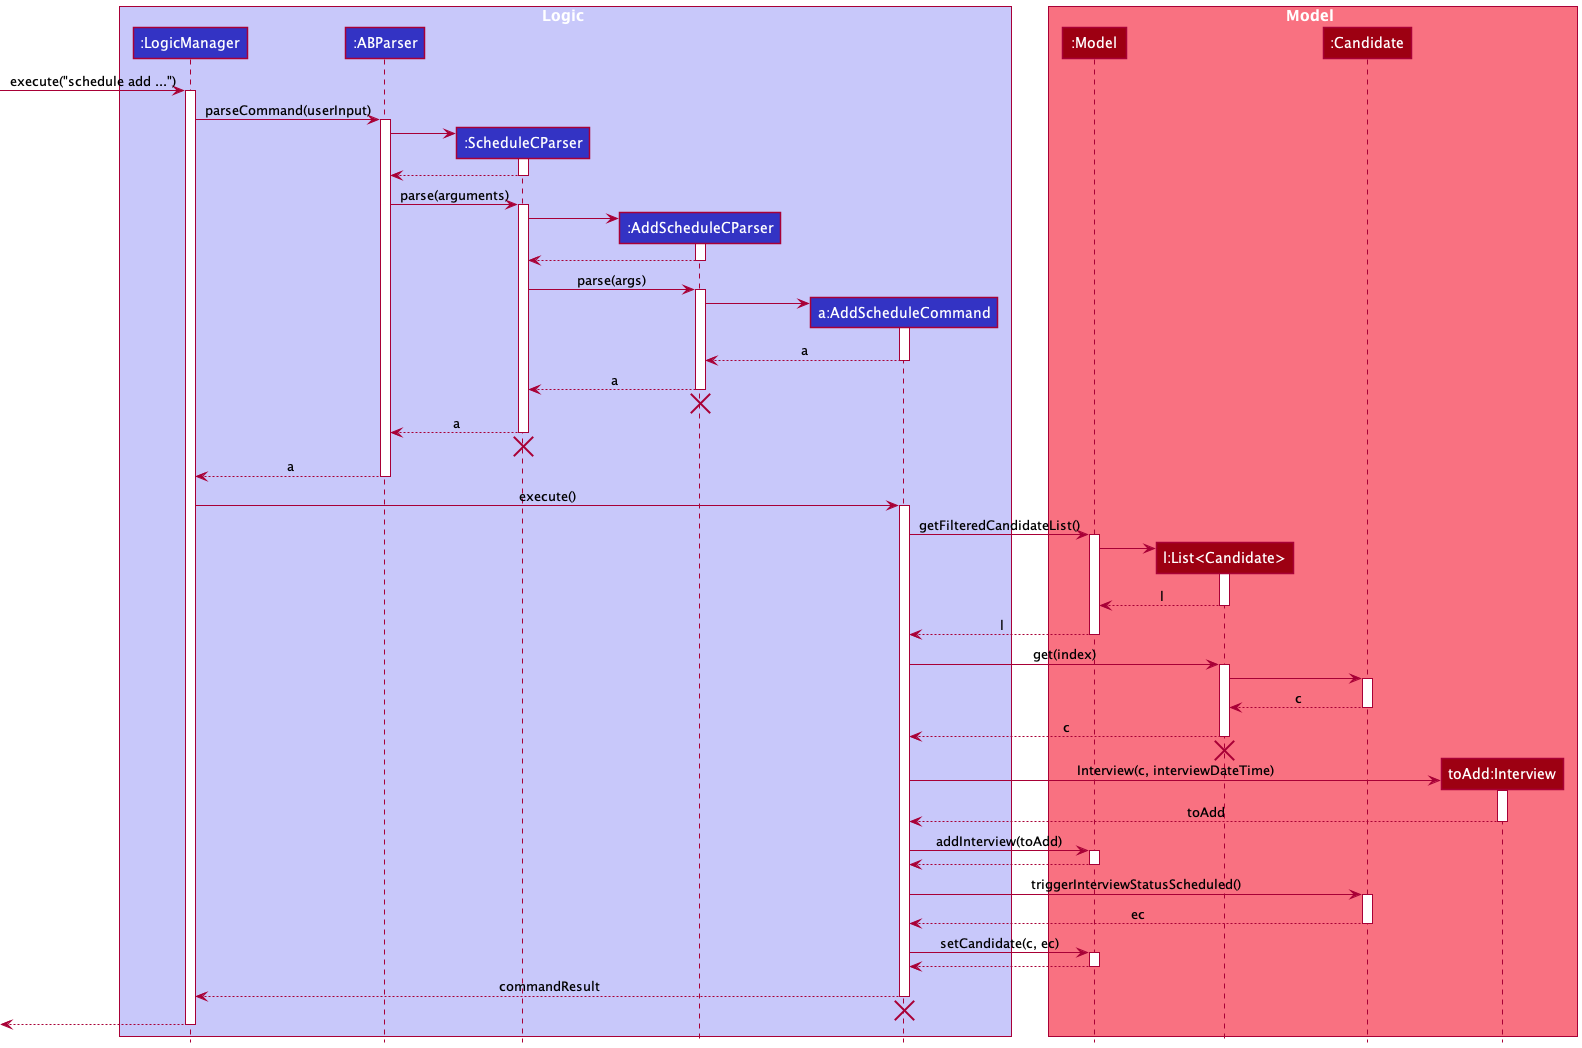 Logic
Model
:LogicManager
:ABParser
:Model
:Candidate
execute("schedule add ...")
parseCommand(userInput)
:ScheduleCParser
parse(arguments)
:AddScheduleCParser
parse(args)
a:AddScheduleCommand
a
a
a
a
execute()
getFilteredCandidateList()
l:List<Candidate>
l
l
get(index)
c
c
Interview(c, interviewDateTime)
toAdd:Interview
toAdd
addInterview(toAdd)
triggerInterviewStatusScheduled()
ec
setCandidate(c, ec)
commandResult